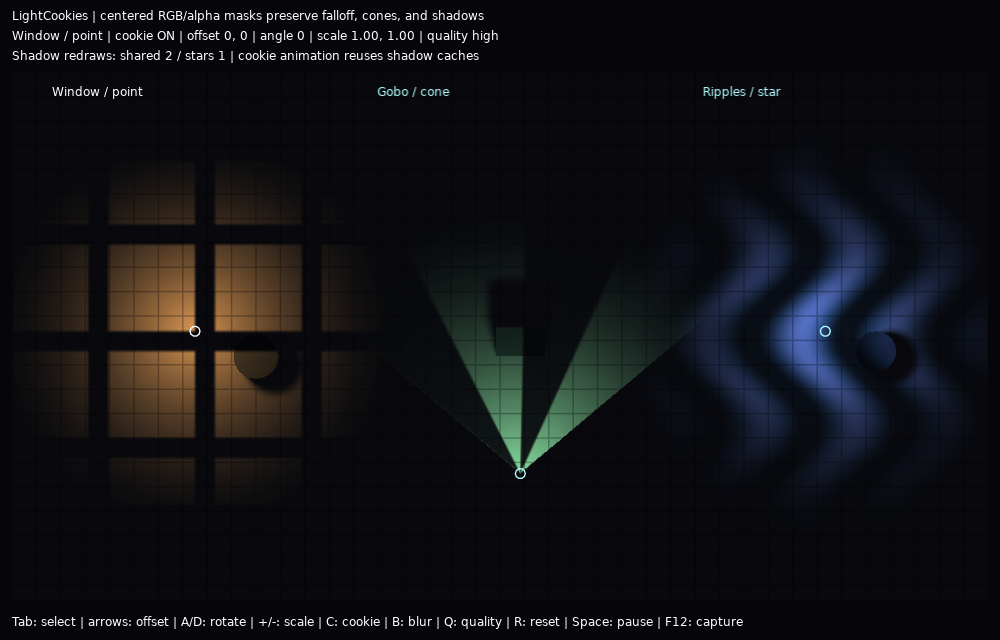 LightCookies | centered RGB/alpha masks preserve falloff, cones, and shadows
Window / point | cookie ON | offset 0, 0 | angle 0 | scale 1.00, 1.00 | quality high
Shadow redraws: shared 2 / stars 1 | cookie animation reuses shadow caches
Window / point
Gobo / cone
Ripples / star
Tab: select | arrows: offset | A/D: rotate | +/-: scale | C: cookie | B: blur | Q: quality | R: reset | Space: pause | F12: capture